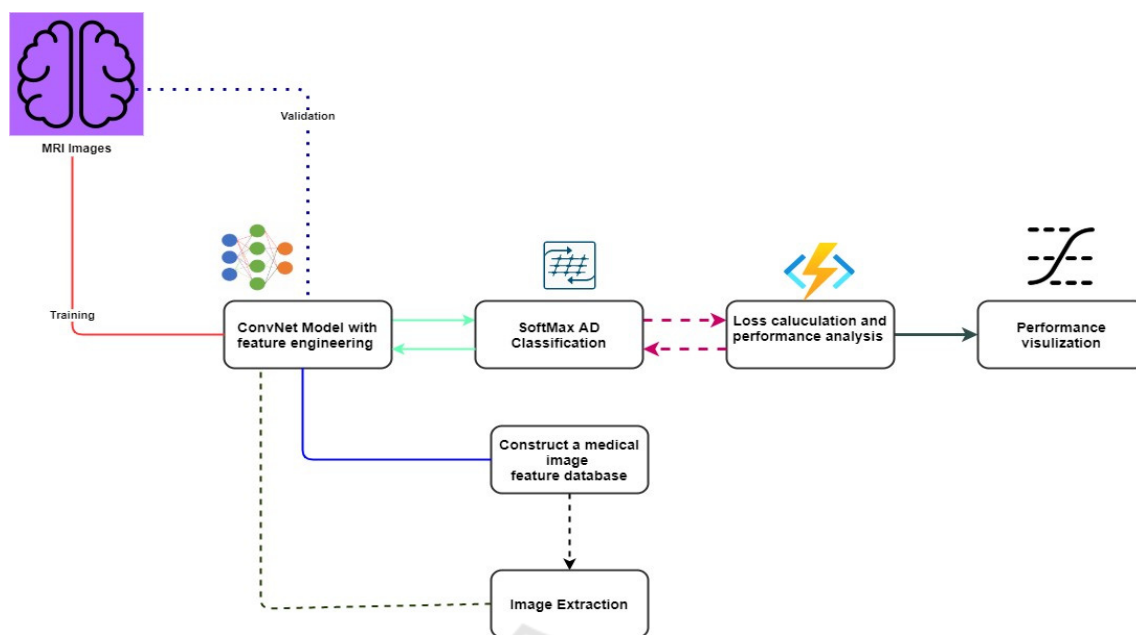 Validation
MRI Images
Training
ConvNet Model with
feature engineering
SoftMax AD
Classification
Loss caluculation and
performance analysis
Performance
visulization
Construct a medical
image
feature database
Image Extraction